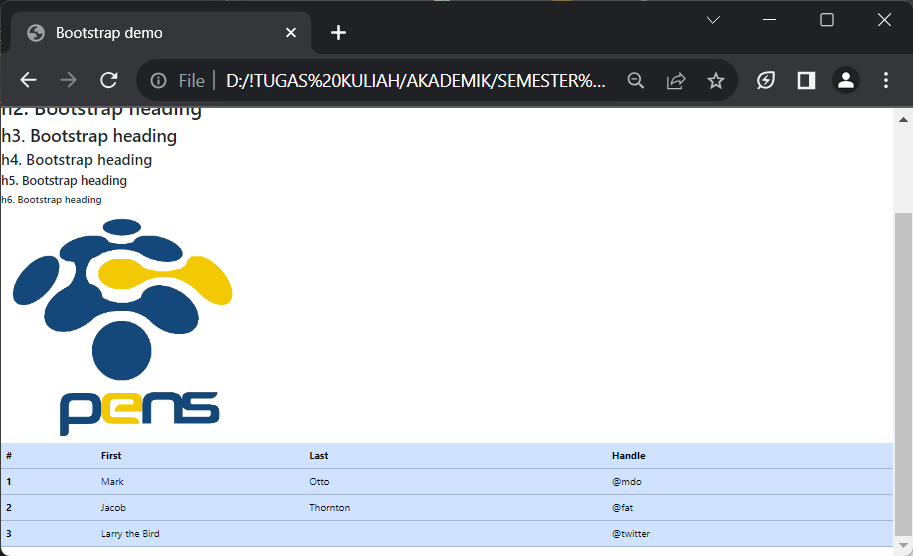 Bootstrap demo
File D:/!TUGAS%20KULIAH/AKADEMIK/SEMESTER%...
h2. Bootstrap heading
h3. Bootstrap heading
h4. Bootstrap heading
h5. Bootstrap heading
h6. Bootstrap heading
pens
# First Last Handle
1 Mark Otto @mdo
2 Jacob Thornton @fat
3 Larry the Bird @twitter